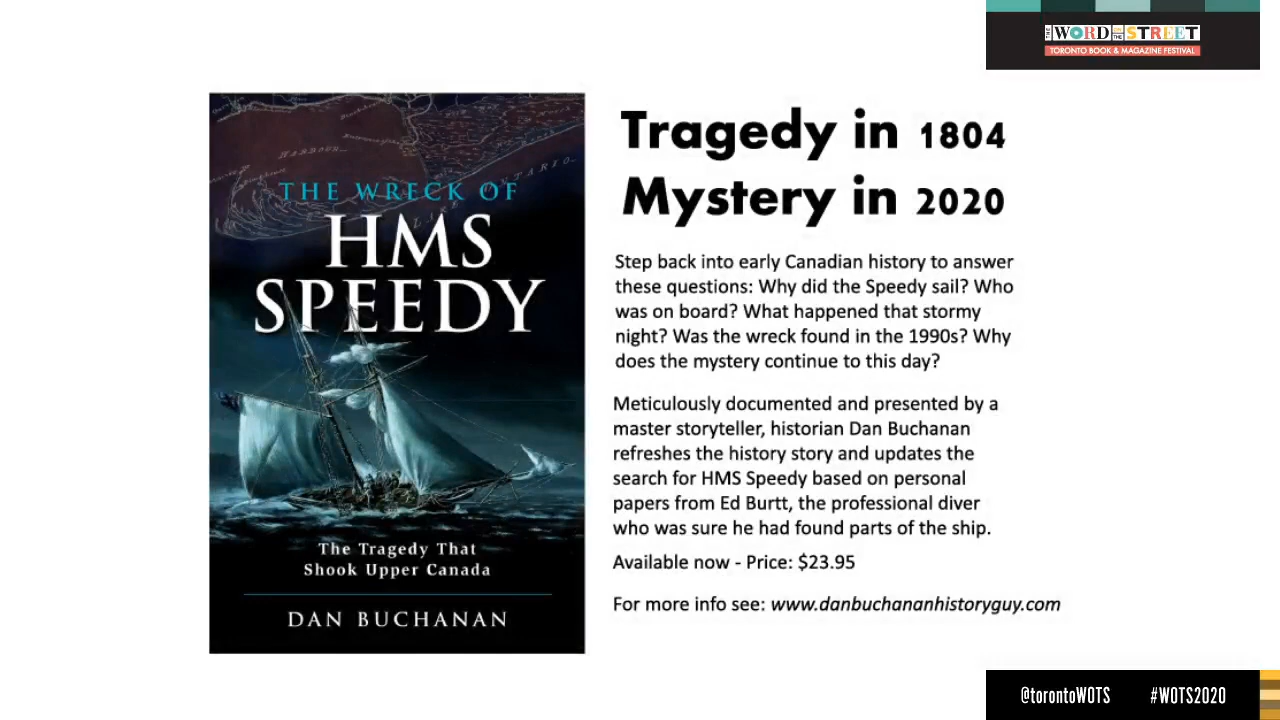 THE WORD ON THE STREET
TORONTO BOOK & MAGAZINE FESTIVAL
HARBOUR.
LAKE ONTARIO.
THE WRECK OF
HMS
SPEEDY
The Tragedy That
Shook Upper Canada
DAN BUCHANAN
Tragedy in 1804
Mystery in 2020
Step back into early Canadian history to answer
these questions: Why did the Speedy sail? Who
was on board? What happened that stormy
night? Was the wreck found in the 1990s? Why
does the mystery continue to this day?
Meticulously documented and presented by a
master storyteller, historian Dan Buchanan
refreshes the history story and updates the
search for HMS Speedy based on personal
papers from Ed Burtt, the professional diver
who was sure he had found parts of the ship.
Available now - Price: $23.95
For more info see: www.danbuchananhistoryguy.com
@torontoWOTS #WOTS2020